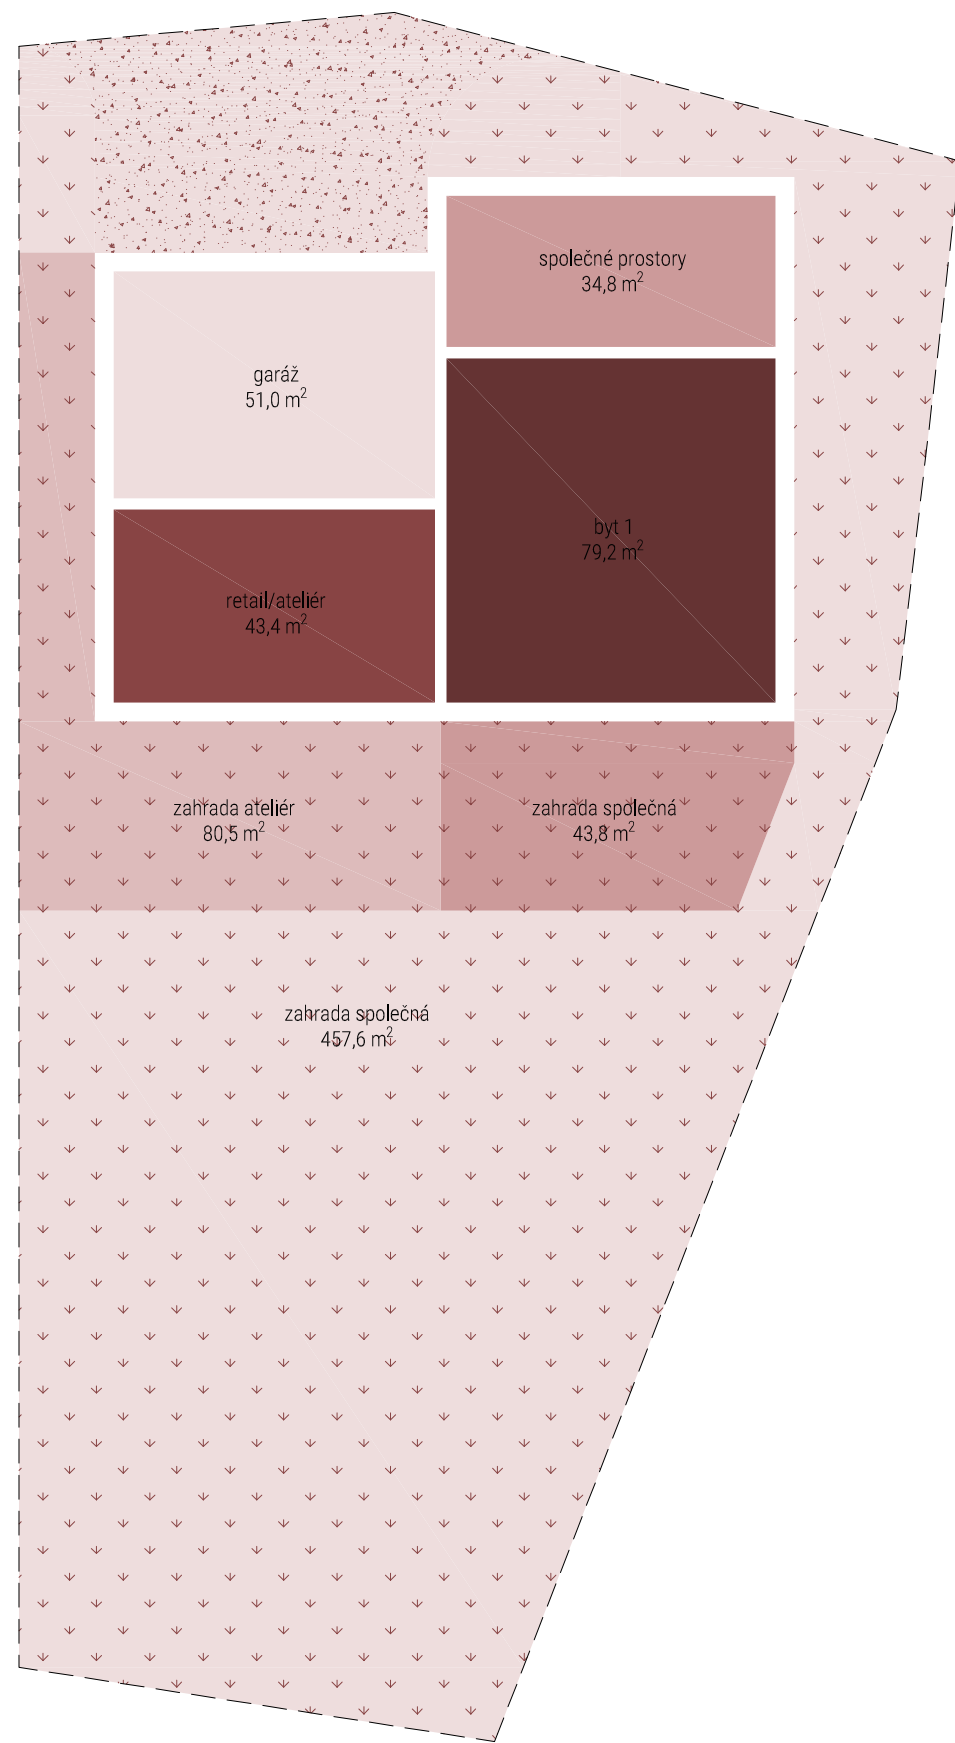 společné prostory
34,8 m²
garáž
51,0 m²
byt 1
79,2 m²
retail/ateliér
43,4 m²
zahrada ateliér
80,5 m²
zahrada společná
43,8 m²
zahrada společná
457,6 m²